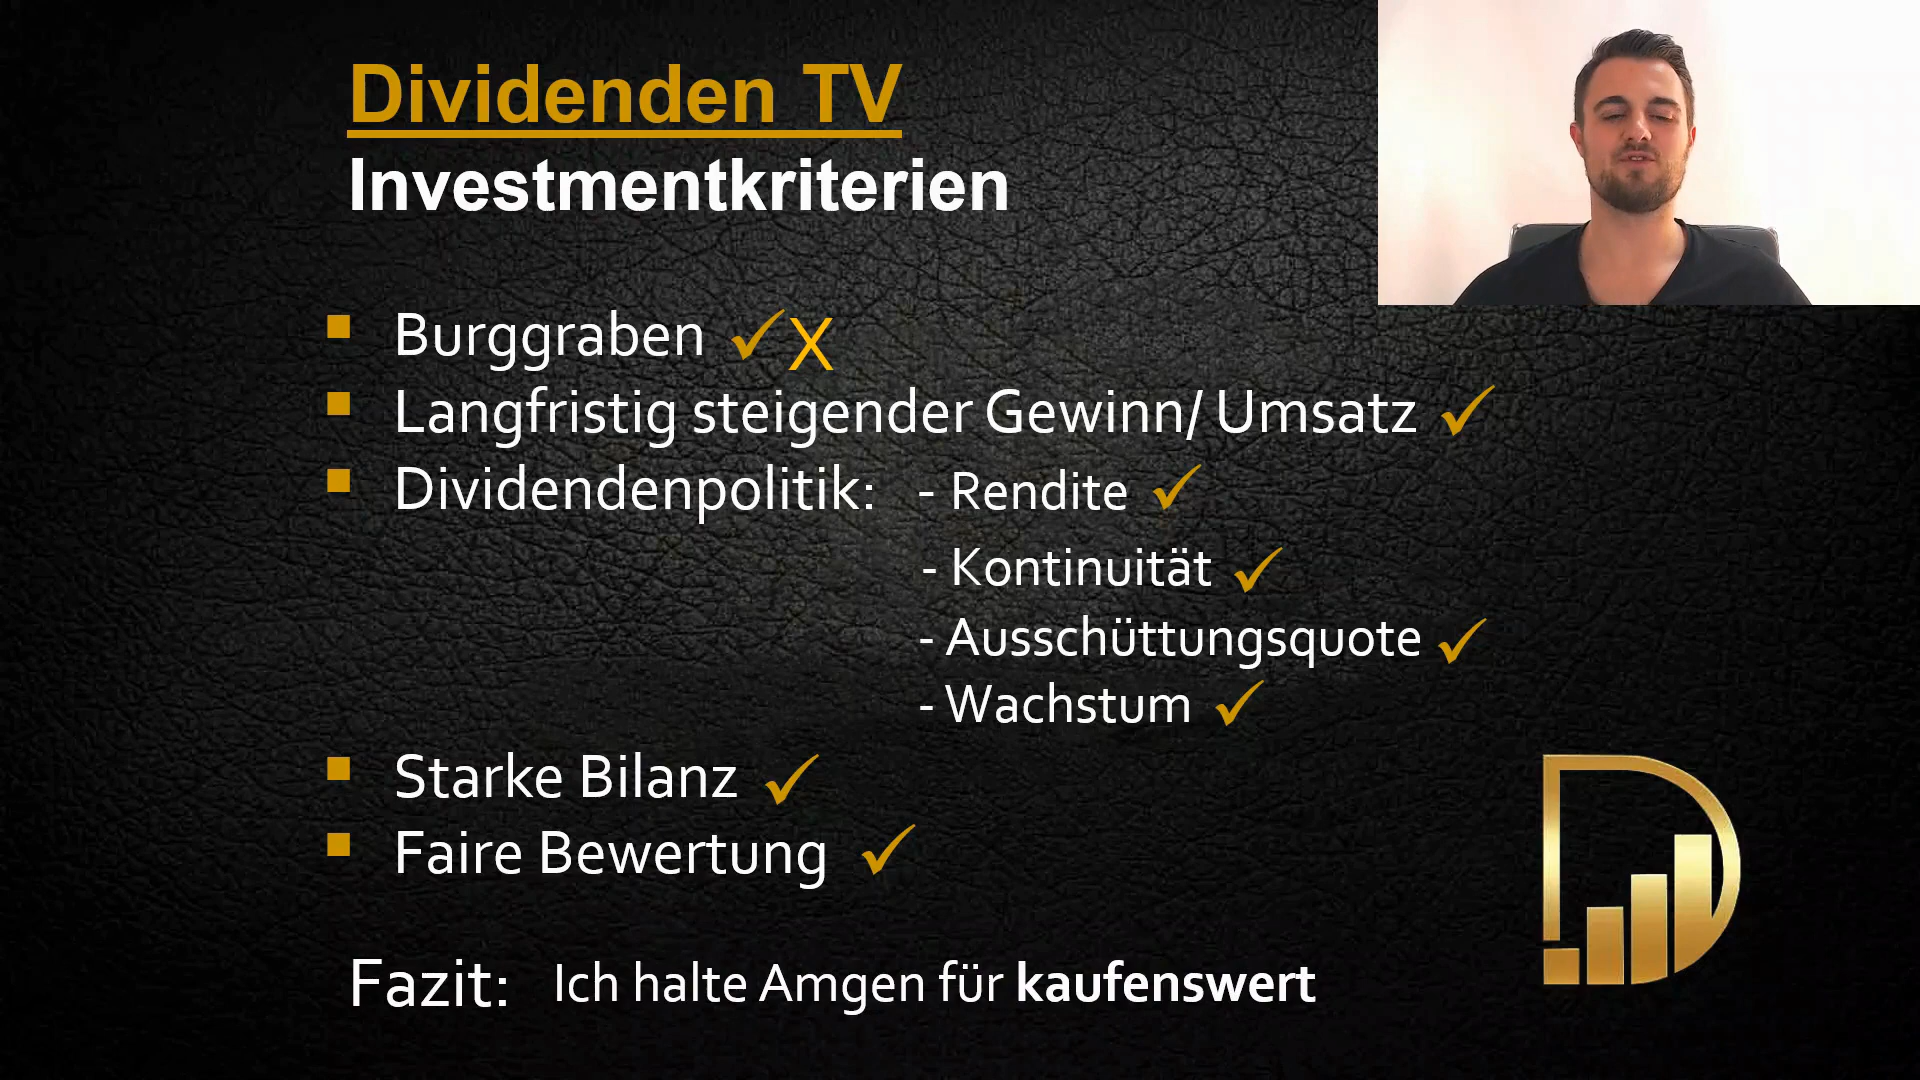 Dividenden TV
Investmentkriterien
▪ Burggraben ✓ X
▪ Langfristig steigender Gewinn/ Umsatz ✓
▪ Dividendenpolitik: - Rendite ✓
- Kontinuität ✓
- Ausschüttungsquote ✓
- Wachstum ✓
▪ Starke Bilanz ✓
▪ Faire Bewertung ✓
Fazit: Ich halte Amgen für kaufenswert